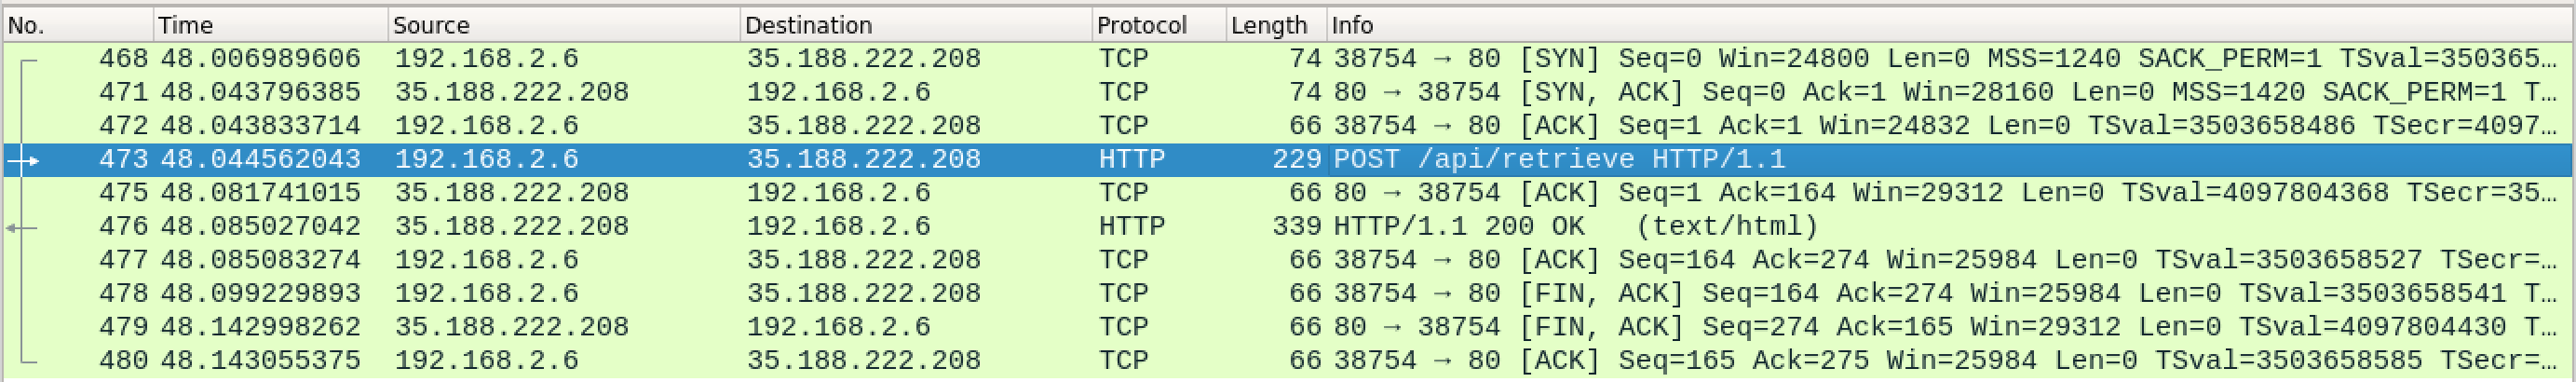 No. Time Source Destination Protocol Length Info
468 48.006989606 192.168.2.6 35.188.222.208 TCP 74 38754 → 80 [SYN] Seq=0 Win=24800 Len=0 MSS=1240 SACK_PERM=1 TSval=350365…
471 48.043796385 35.188.222.208 192.168.2.6 TCP 74 80 → 38754 [SYN, ACK] Seq=0 Ack=1 Win=28160 Len=0 MSS=1420 SACK_PERM=1 T…
472 48.043833714 192.168.2.6 35.188.222.208 TCP 66 38754 → 80 [ACK] Seq=1 Ack=1 Win=24832 Len=0 TSval=3503658486 TSecr=4097…
473 48.044562043 192.168.2.6 35.188.222.208 HTTP 229 POST /api/retrieve HTTP/1.1
475 48.081741015 35.188.222.208 192.168.2.6 TCP 66 80 → 38754 [ACK] Seq=1 Ack=164 Win=29312 Len=0 TSval=4097804368 TSecr=35…
476 48.085027042 35.188.222.208 192.168.2.6 HTTP 339 HTTP/1.1 200 OK (text/html)
477 48.085083274 192.168.2.6 35.188.222.208 TCP 66 38754 → 80 [ACK] Seq=164 Ack=274 Win=25984 Len=0 TSval=3503658527 TSecr=…
478 48.099229893 192.168.2.6 35.188.222.208 TCP 66 38754 → 80 [FIN, ACK] Seq=164 Ack=274 Win=25984 Len=0 TSval=3503658541 T…
479 48.142998262 35.188.222.208 192.168.2.6 TCP 66 80 → 38754 [FIN, ACK] Seq=274 Ack=165 Win=29312 Len=0 TSval=4097804430 T…
480 48.143055375 192.168.2.6 35.188.222.208 TCP 66 38754 → 80 [ACK] Seq=165 Ack=275 Win=25984 Len=0 TSval=3503658585 TSecr=…